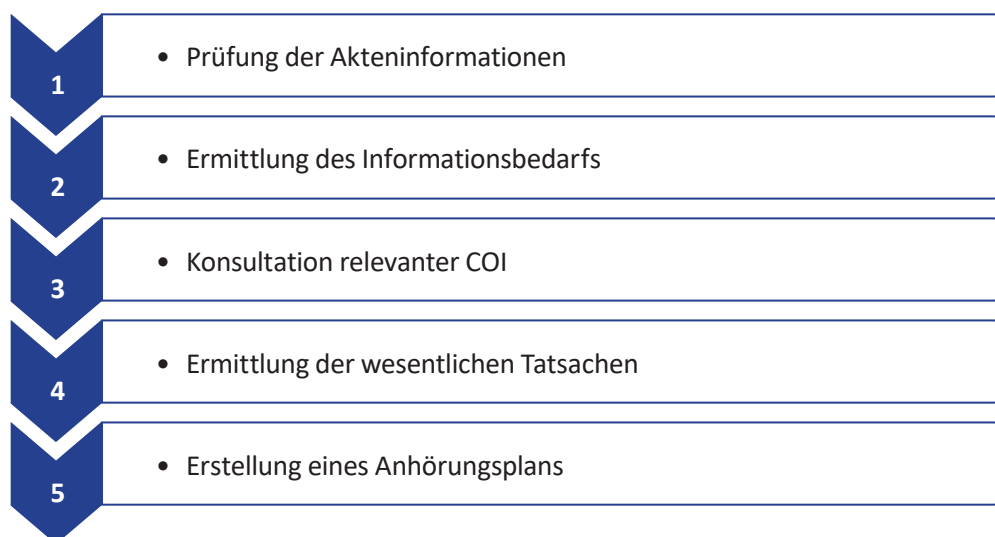 1 • Prüfung der Akteninformationen
2 • Ermittlung des Informationsbedarfs
3 • Konsultation relevanter COI
4 • Ermittlung der wesentlichen Tatsachen
5 • Erstellung eines Anhörungsplans